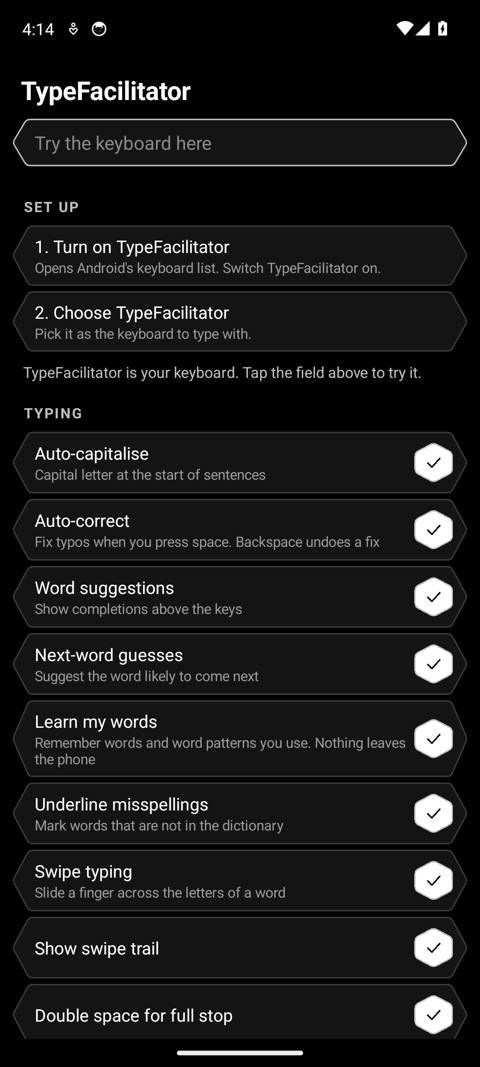 4:14
TypeFacilitator
Try the keyboard here
SET UP
1. Turn on TypeFacilitator
Opens Android's keyboard list. Switch TypeFacilitator on.
2. Choose TypeFacilitator
Pick it as the keyboard to type with.
TypeFacilitator is your keyboard. Tap the field above to try it.
TYPING
Auto-capitalise
Capital letter at the start of sentences
Auto-correct
Fix typos when you press space. Backspace undoes a fix
Word suggestions
Show completions above the keys
Next-word guesses
Suggest the word likely to come next
Learn my words
Remember words and word patterns you use. Nothing leaves
the phone
Underline misspellings
Mark words that are not in the dictionary
Swipe typing
Slide a finger across the letters of a word
Show swipe trail
Double space for full stop